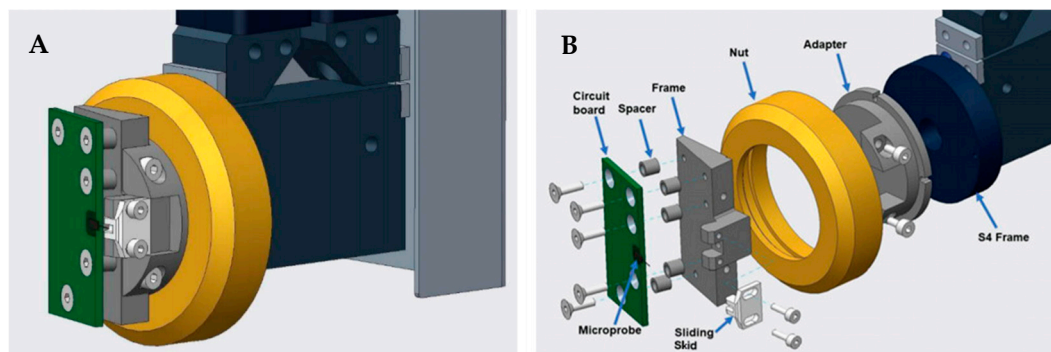 A
B
Adapter
Nut
Frame
Circuit
board
Spacer
S4 Frame
Microprobe
Sliding
Skid